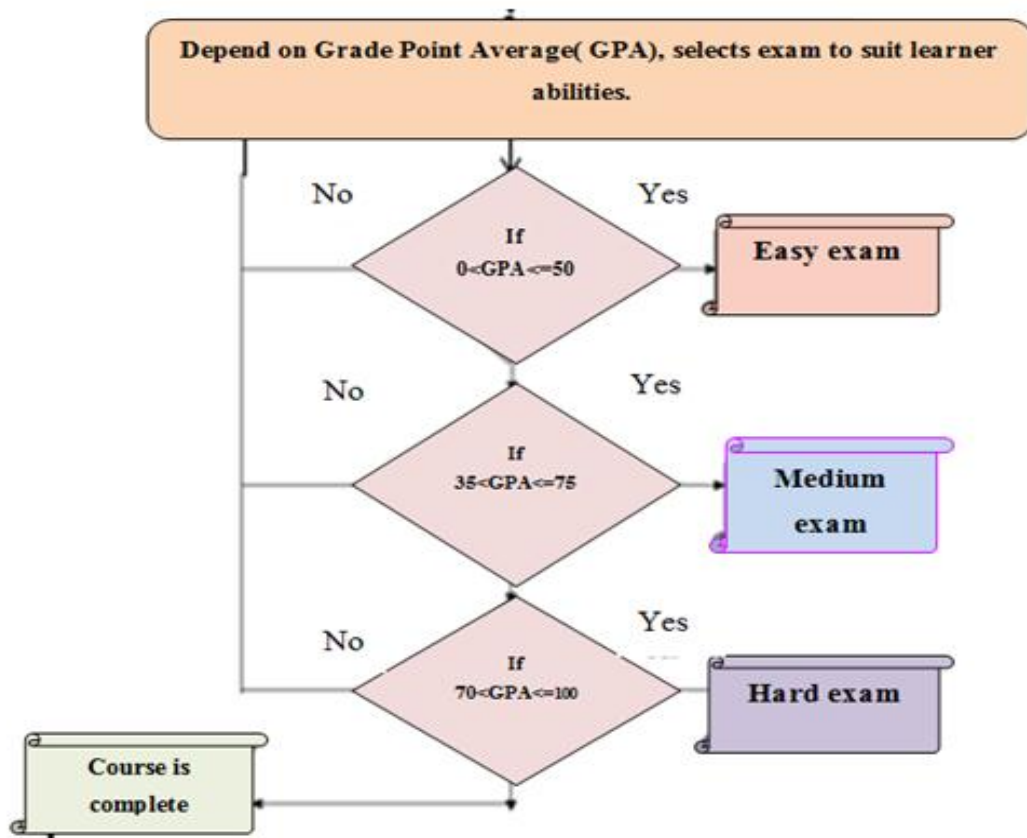 Depend on Grade Point Average( GPA), selects exam to suit learner
abilities.
No
Yes
If
0<GPA<=50
Easy exam
No
Yes
If
35<GPA<=75
Medium
exam
No
Yes
If
70<GPA<=100
Hard exam
Course is
complete